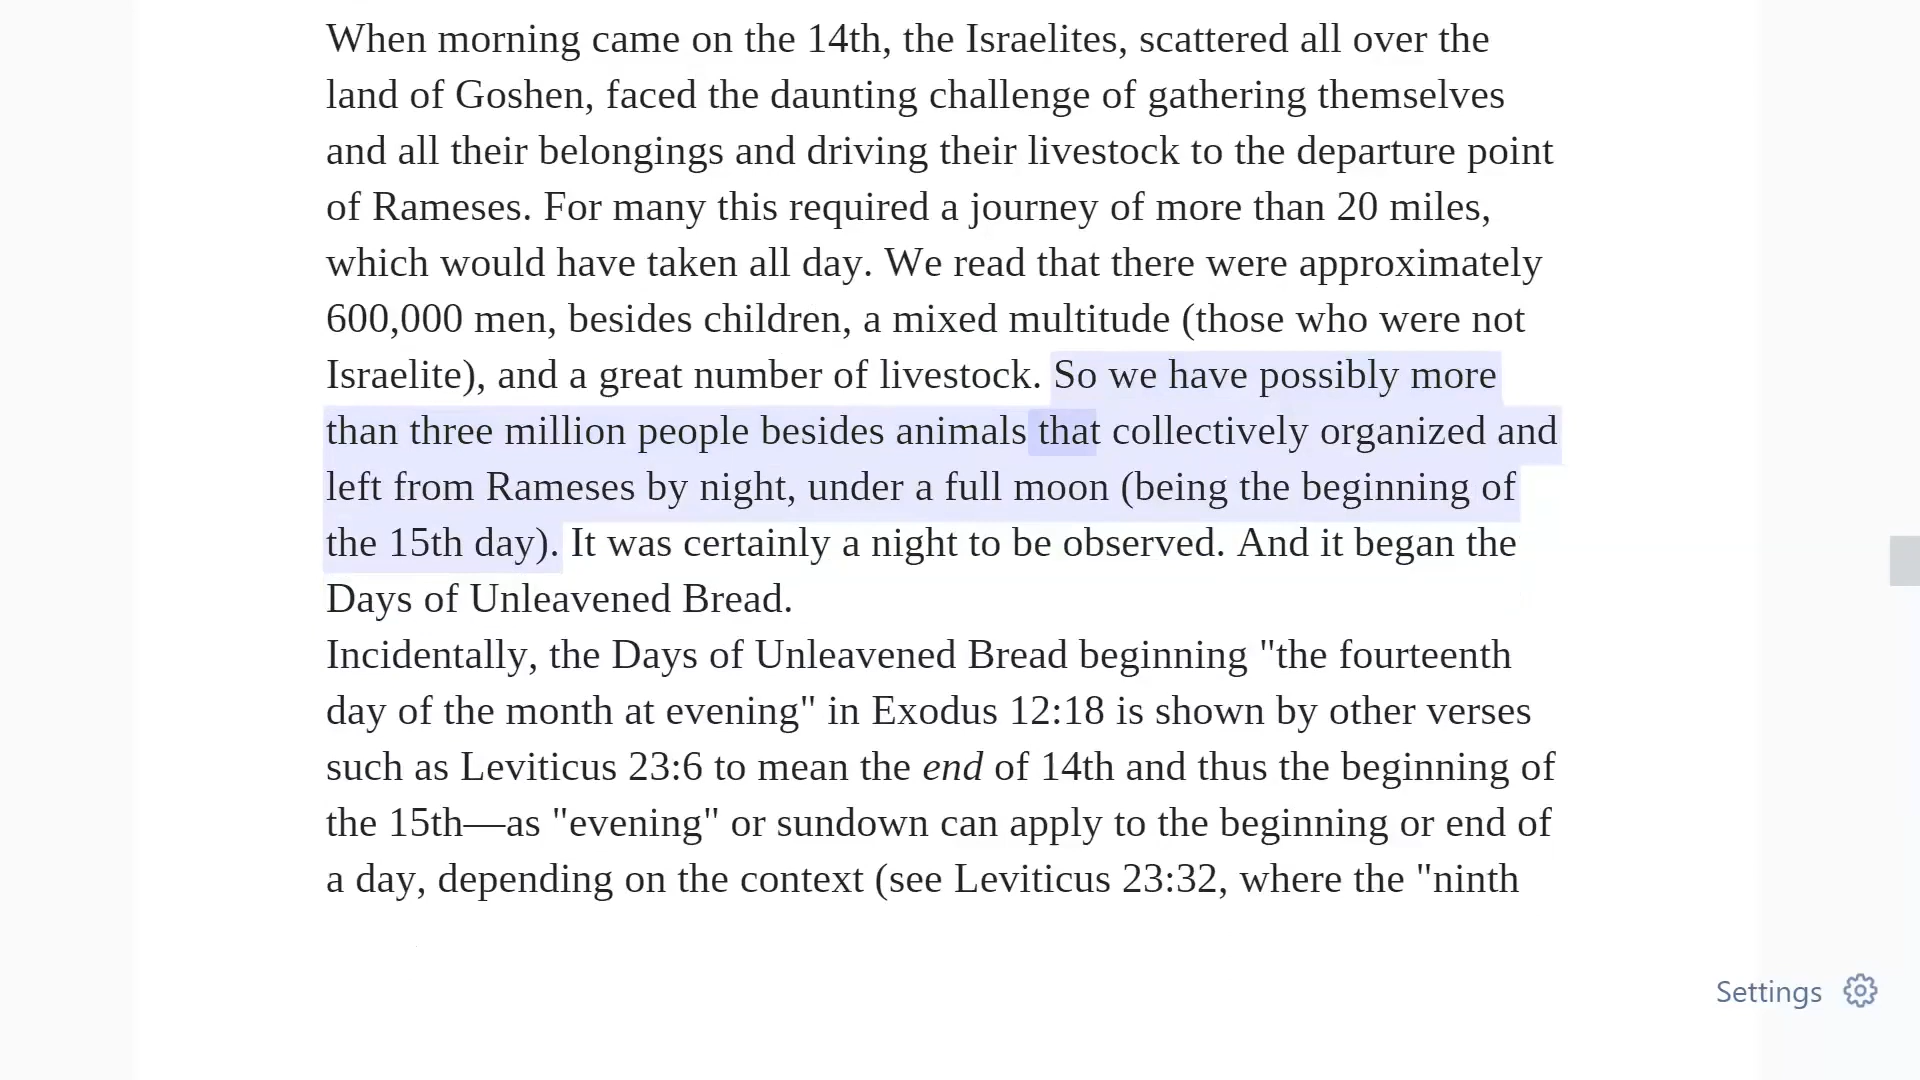 When morning came on the 14th, the Israelites, scattered all over the
land of Goshen, faced the daunting challenge of gathering themselves
and all their belongings and driving their livestock to the departure point
of Rameses. For many this required a journey of more than 20 miles,
which would have taken all day. We read that there were approximately
600,000 men, besides children, a mixed multitude (those who were not
Israelite), and a great number of livestock. So we have possibly more
than three million people besides animals that collectively organized and
left from Rameses by night, under a full moon (being the beginning of
the 15th day). It was certainly a night to be observed. And it began the
Days of Unleavened Bread.
Incidentally, the Days of Unleavened Bread beginning "the fourteenth
day of the month at evening" in Exodus 12:18 is shown by other verses
such as Leviticus 23:6 to mean the end of 14th and thus the beginning of
the 15th—as "evening" or sundown can apply to the beginning or end of
a day, depending on the context (see Leviticus 23:32, where the "ninth
Settings